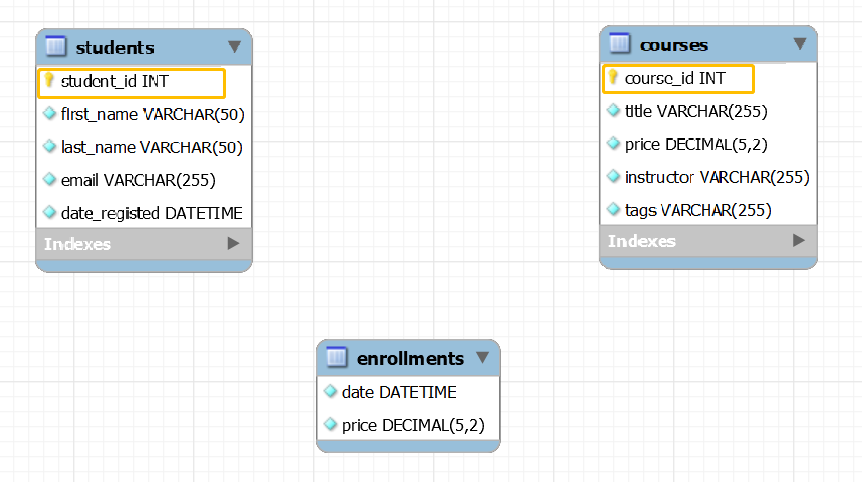 students
student_id INT
first_name VARCHAR(50)
last_name VARCHAR(50)
email VARCHAR(255)
date_registed DATETIME
Indexes
courses
course_id INT
title VARCHAR(255)
price DECIMAL(5,2)
instructor VARCHAR(255)
tags VARCHAR(255)
Indexes
enrollments
date DATETIME
price DECIMAL(5,2)